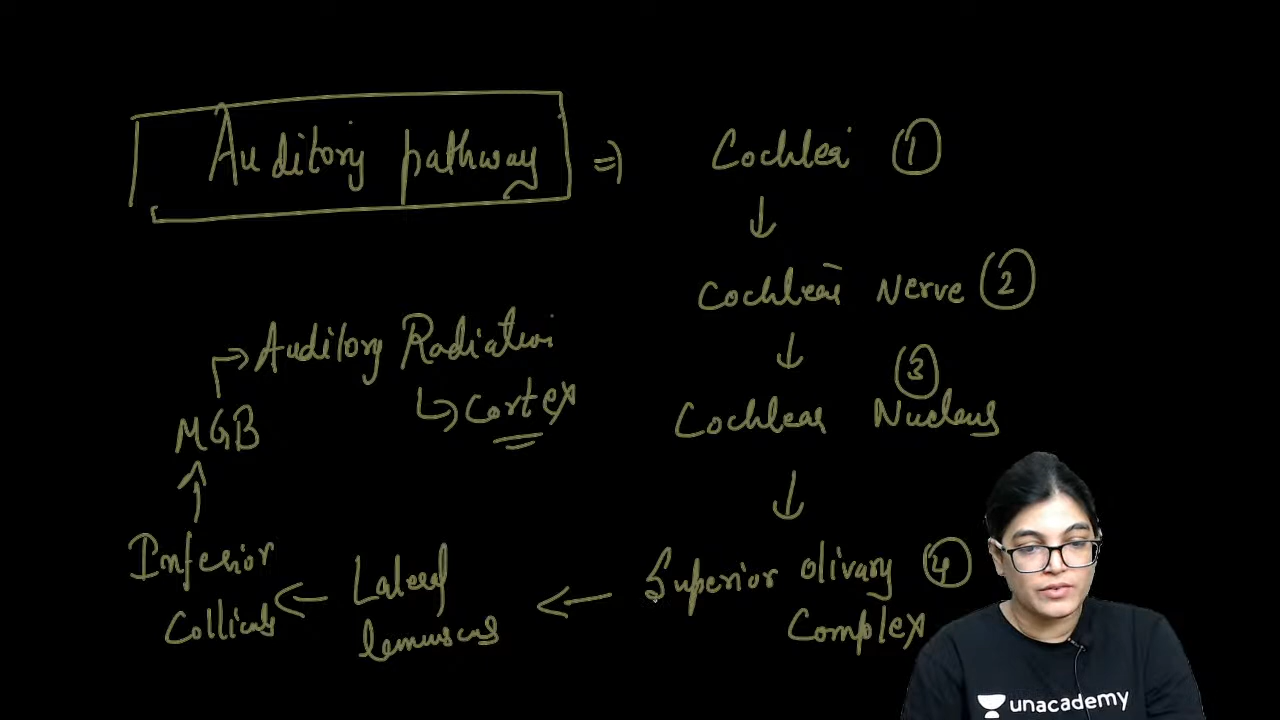 Auditory pathway ⇒ Cochlea ①
↓
Cochlear Nerve ②
↓
③
Cochlear Nucleus
↓
Superior olivary ④
Complex
←
Lateral
lemniscus
←
Inferior
Collicus
↑
MGB
↱ Auditory Radiation
↳ Cortex
unacademy